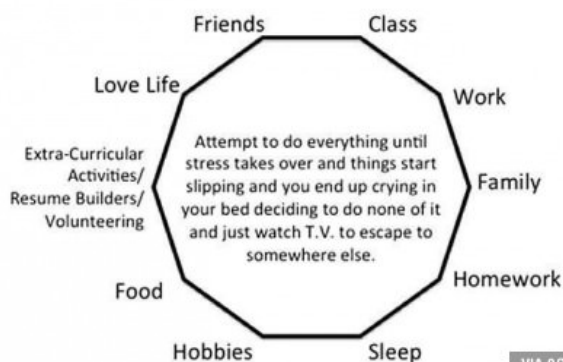 Friends
Class
Love Life
Work
Extra-Curricular
Activities/
Resume Builders/
Volunteering
Attempt to do everything until
stress takes over and things start
slipping and you end up crying in
your bed deciding to do none of it
and just watch T.V. to escape to
somewhere else.
Family
Food
Homework
Hobbies
Sleep
VIA